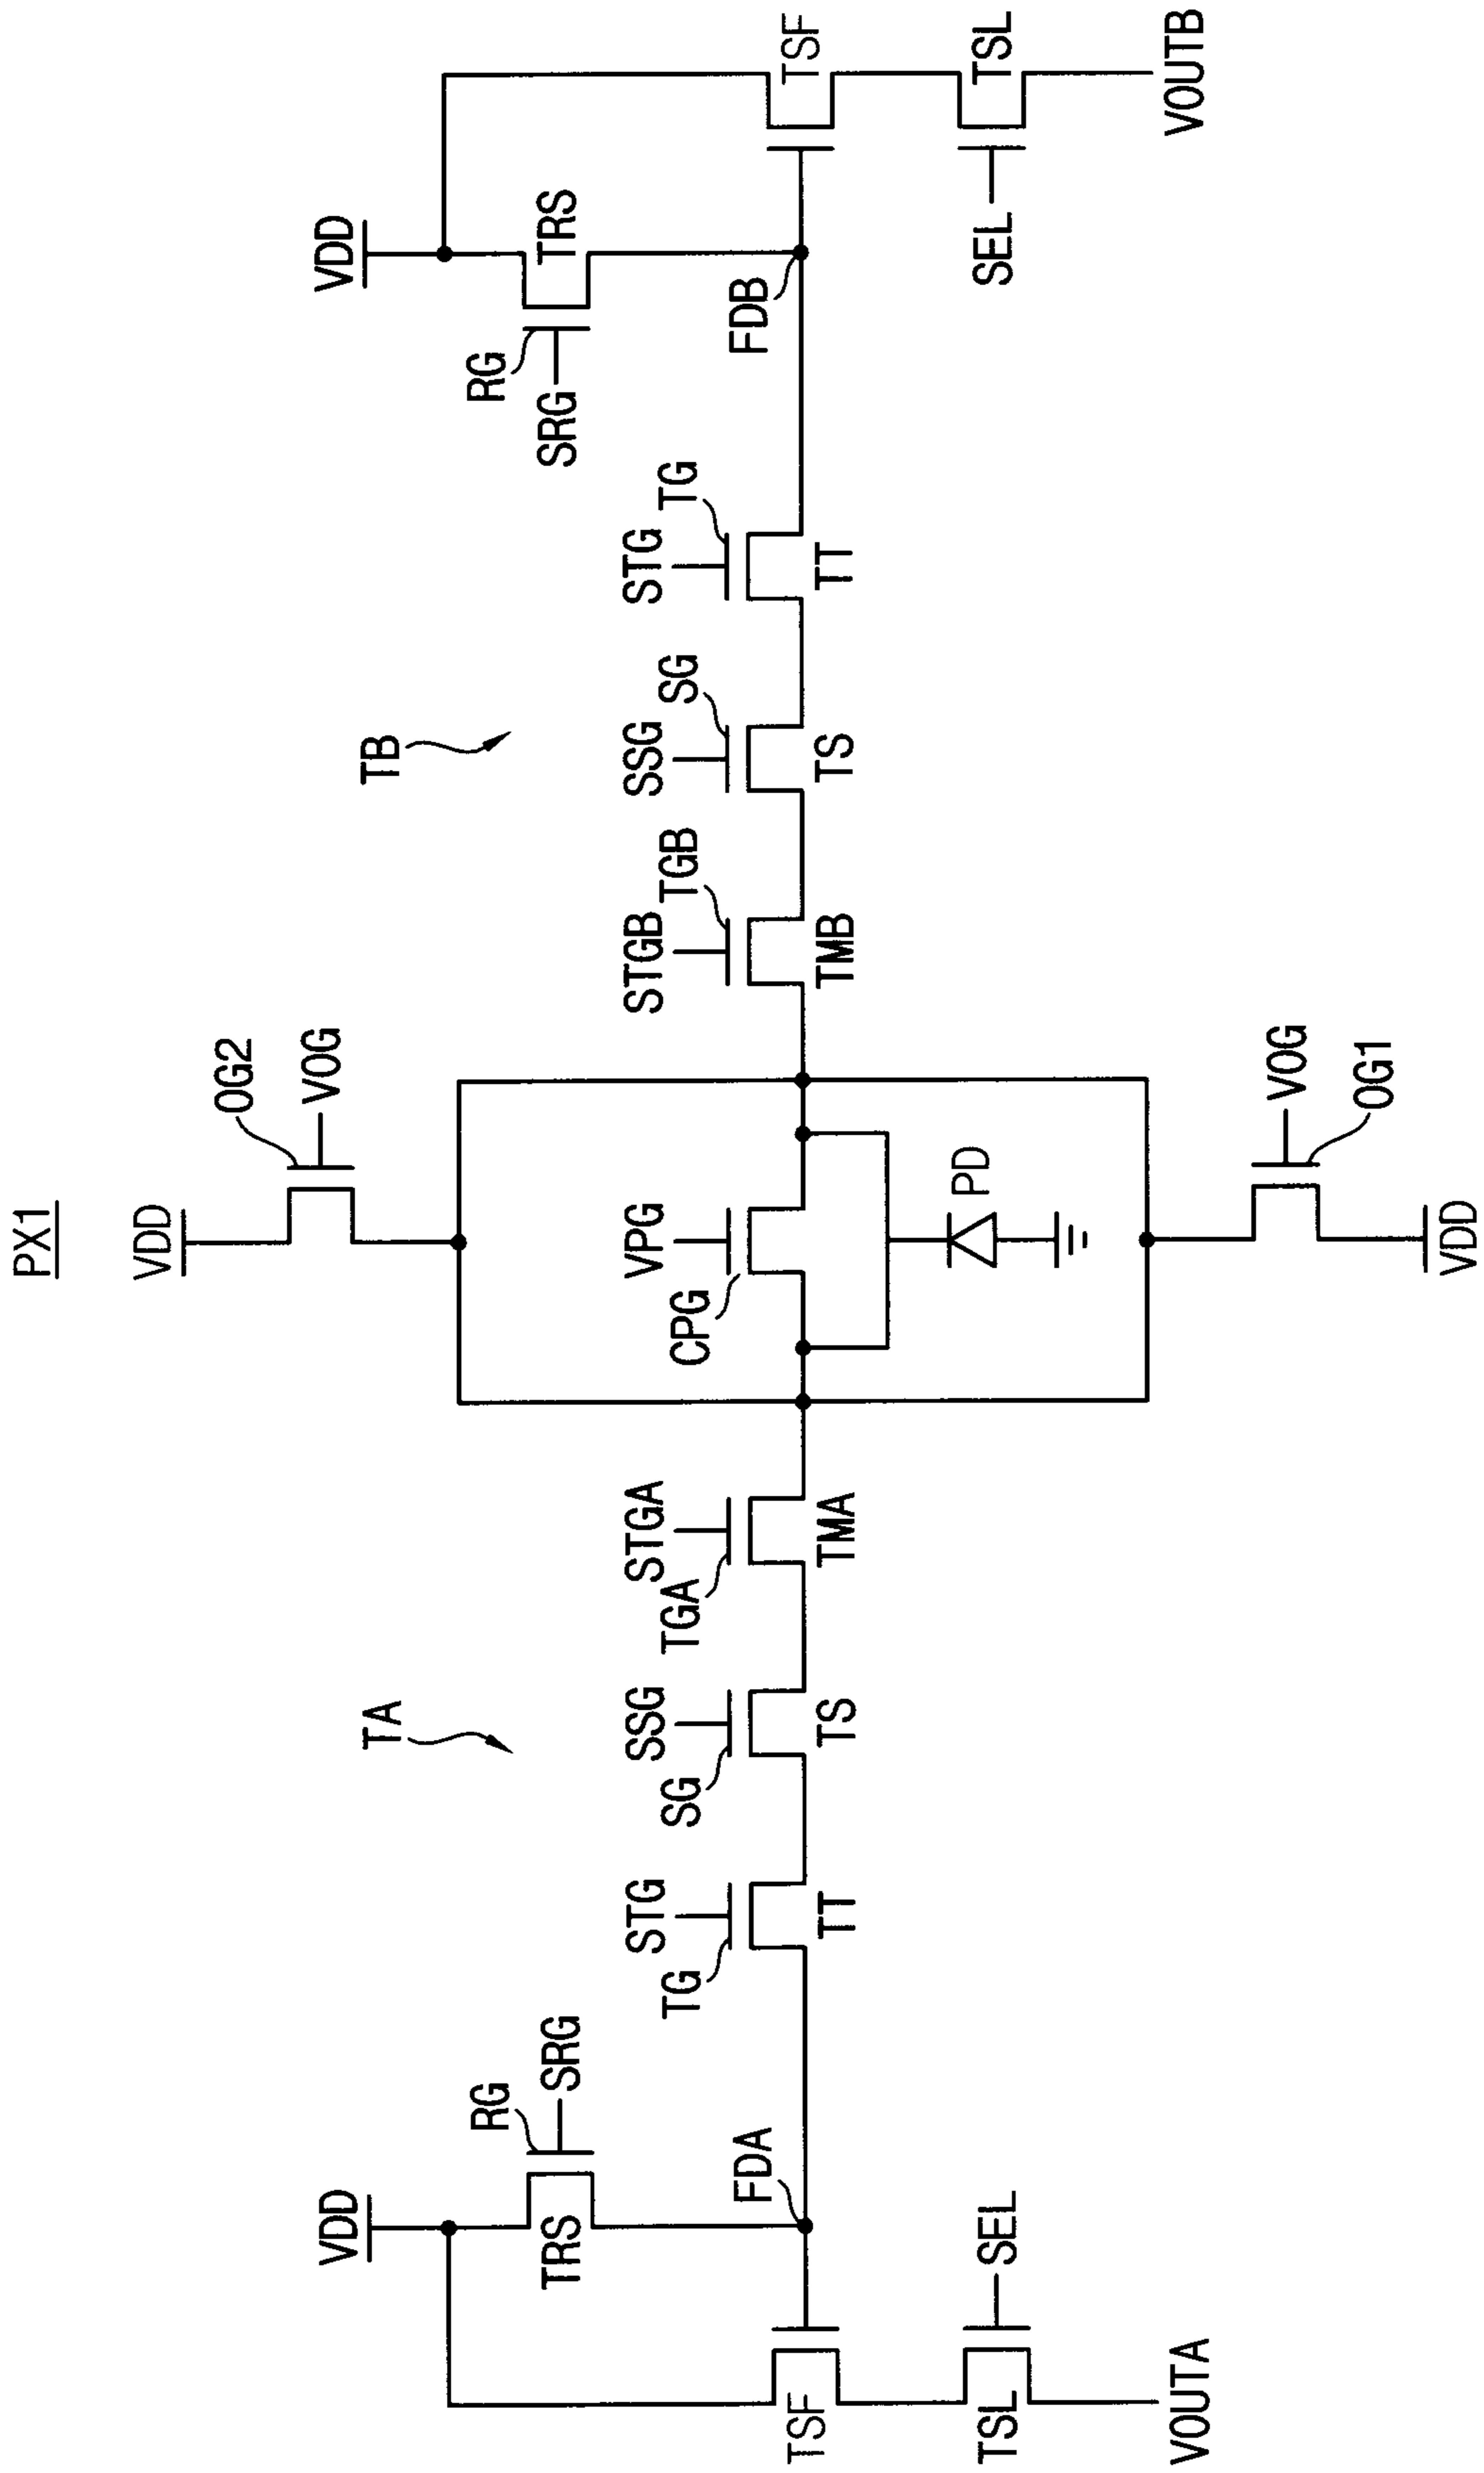 PX1
VDD
OG2
VOG
VDD
RG
SRG
TRS
TA
TB
VDD
RG
SRG
TRS
STG
TG
SSG
SG
STGA
TGA
VPG
CPG
STGB
TGB
SSG
SG
STG
TG
FDA
TT
TS
TMA
TMB
TS
TT
FDB
TSF
TSF
PD
TSL
SEL
SEL
TSL
VOUTA
VOUTB
VOG
OG1
VDD